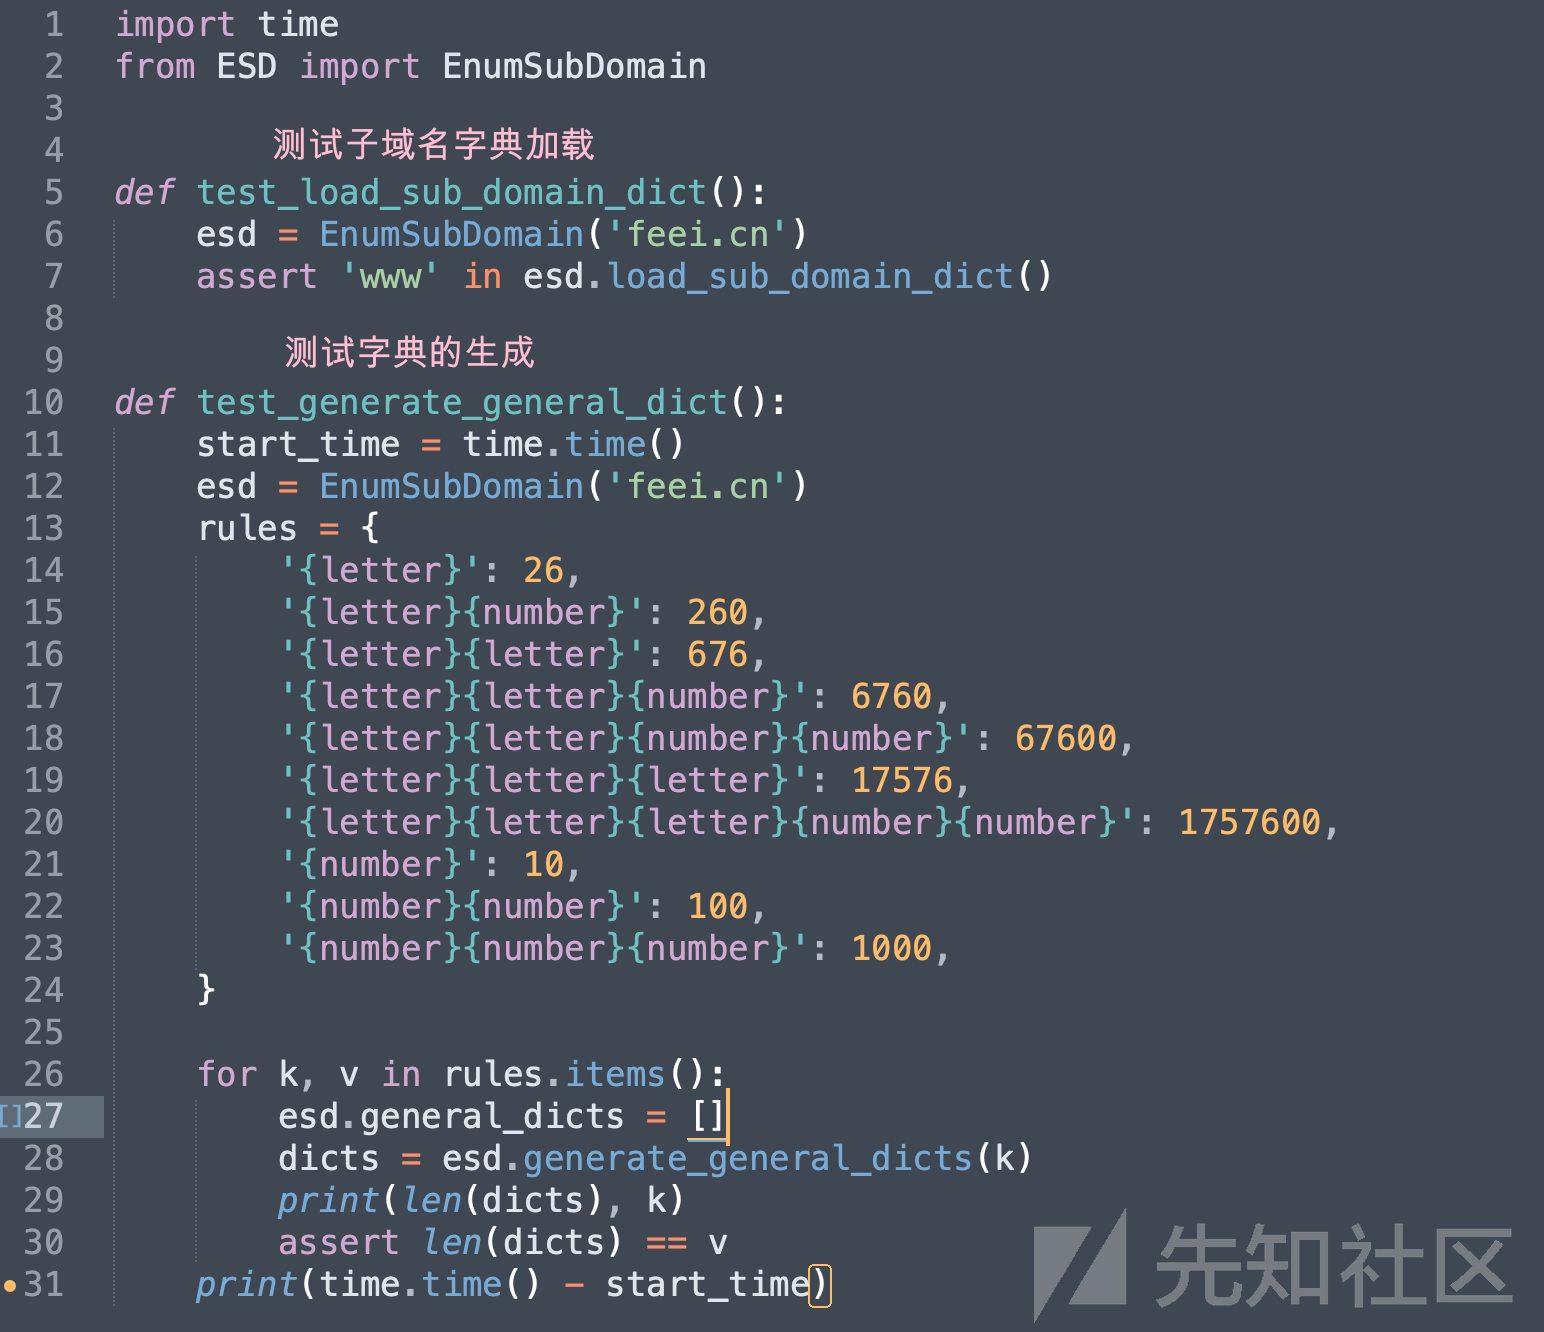 1 import time
2 from ESD import EnumSubDomain
3
4 测试子域名字典加载
5 def test_load_sub_domain_dict():
6     esd = EnumSubDomain('feei.cn')
7     assert 'www' in esd.load_sub_domain_dict()
8
9 测试字典的生成
10 def test_generate_general_dict():
11     start_time = time.time()
12     esd = EnumSubDomain('feei.cn')
13     rules = {
14         '{letter}': 26,
15         '{letter}{number}': 260,
16         '{letter}{letter}': 676,
17         '{letter}{letter}{number}': 6760,
18         '{letter}{letter}{number}{number}': 67600,
19         '{letter}{letter}{letter}': 17576,
20         '{letter}{letter}{letter}{number}{number}': 1757600,
21         '{number}': 10,
22         '{number}{number}': 100,
23         '{number}{number}{number}': 1000,
24     }
25
26     for k, v in rules.items():
[]27         esd.general_dicts = []
28         dicts = esd.generate_general_dicts(k)
29         print(len(dicts), k)
30         assert len(dicts) == v
31     print(time.time() - start_time)
先知社区